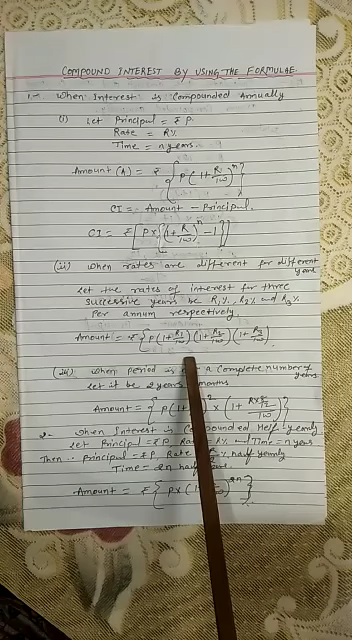 COMPOUND INTEREST BY USING THE FORMULAE.
1.- When Interest is Compounded Annually
(i) Let Principal = ₹ P.
Rate = R%
Time = n years.
Amount (A) = ₹ { P (1 + R/100)^n }
CI = Amount - Principal.
CI = ₹ [ P x { (1 + R/100)^n - 1 } ]
(ii) When rates are different for different years
Let the rates of interest for three
successive years be R1%, R2% and R3%
per annum respectively.
Amount = ₹ { P (1 + R1/100) (1 + R2/100) (1 + R3/100)
(iii) When period is a complete number of years
Let it be 2 years months
Amount = { P (1 )^2 x (1 + /100) }
2- When Interest is Compounded Half yearly
Let Principal = ₹ P, R% Time = n years
Then Principal = ₹ P, Rate % half yearly
Time = 2n half
Amount = ₹ { P x (1 /100)^2n }